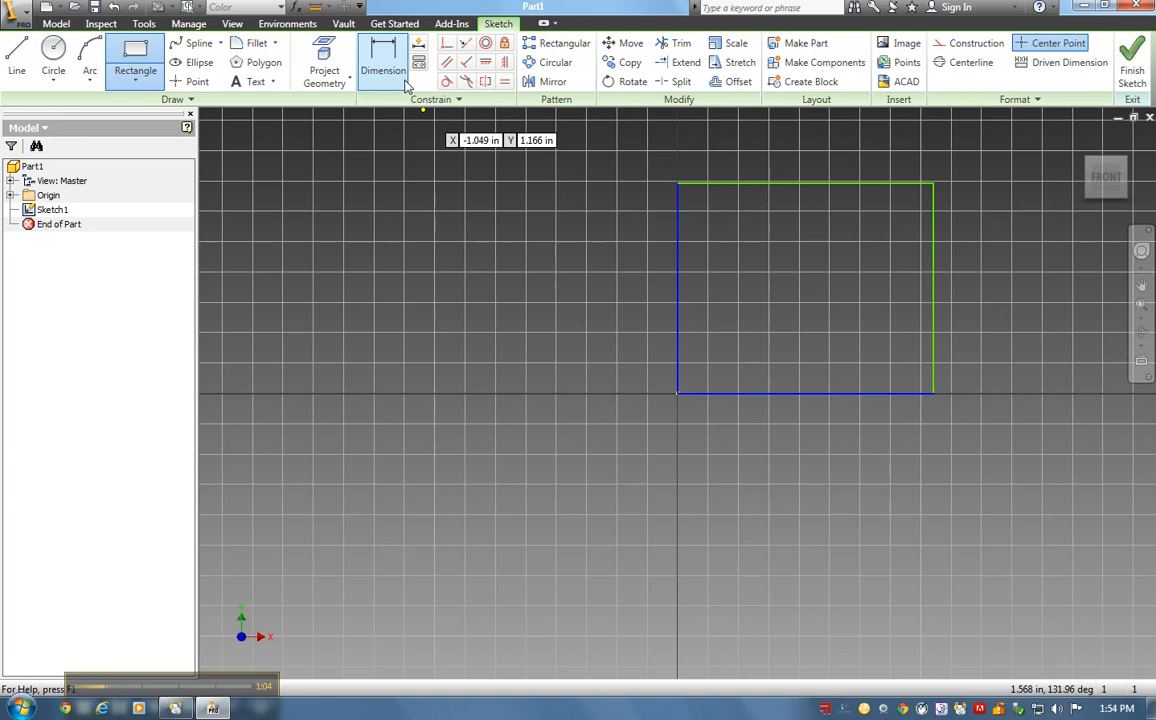 Part1
Color
Type a keyword or phrase
Sign In
PRO
Model Inspect Tools Manage View Environments Vault Get Started Add-Ins Sketch
Line Circle Arc Rectangle
Spline Fillet
Ellipse Polygon
Point Text
Project Geometry
Dimension
Rectangular
Circular
Mirror
Move Trim Scale
Copy Extend Stretch
Rotate Split Offset
Make Part
Make Components
Create Block
Image
Points
ACAD
Construction Center Point
Centerline Driven Dimension
Finish Sketch
Draw Constrain Pattern Modify Layout Insert Format Exit
Model
Part1
View: Master
Origin
Sketch1
End of Part
X -1.049 in Y 1.166 in
FRONT
Y
X
1:04
For Help, press F1
1.568 in, 131.96 deg 1 1
1:54 PM